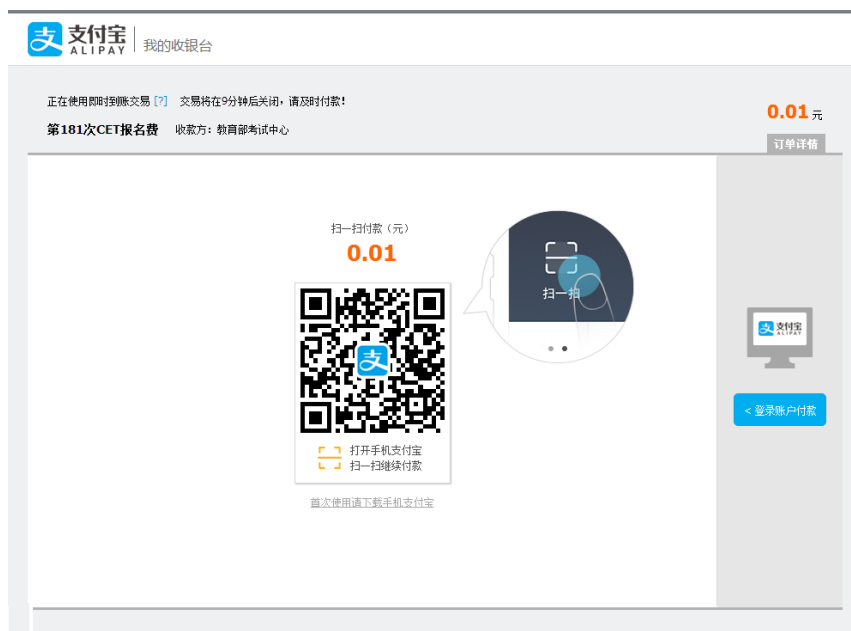 支付宝
ALIPAY
我的收银台
正在使用即时到账交易 [?] 交易将在9分钟后关闭，请及时付款！
0.01 元
第181次CET报名费 收款方：教育部考试中心
订单详情
扫一扫付款（元）
0.01
扫一扫
支
支付宝
ALIPAY
< 登录账户付款
打开手机支付宝
扫一扫继续付款
首次使用请下载手机支付宝